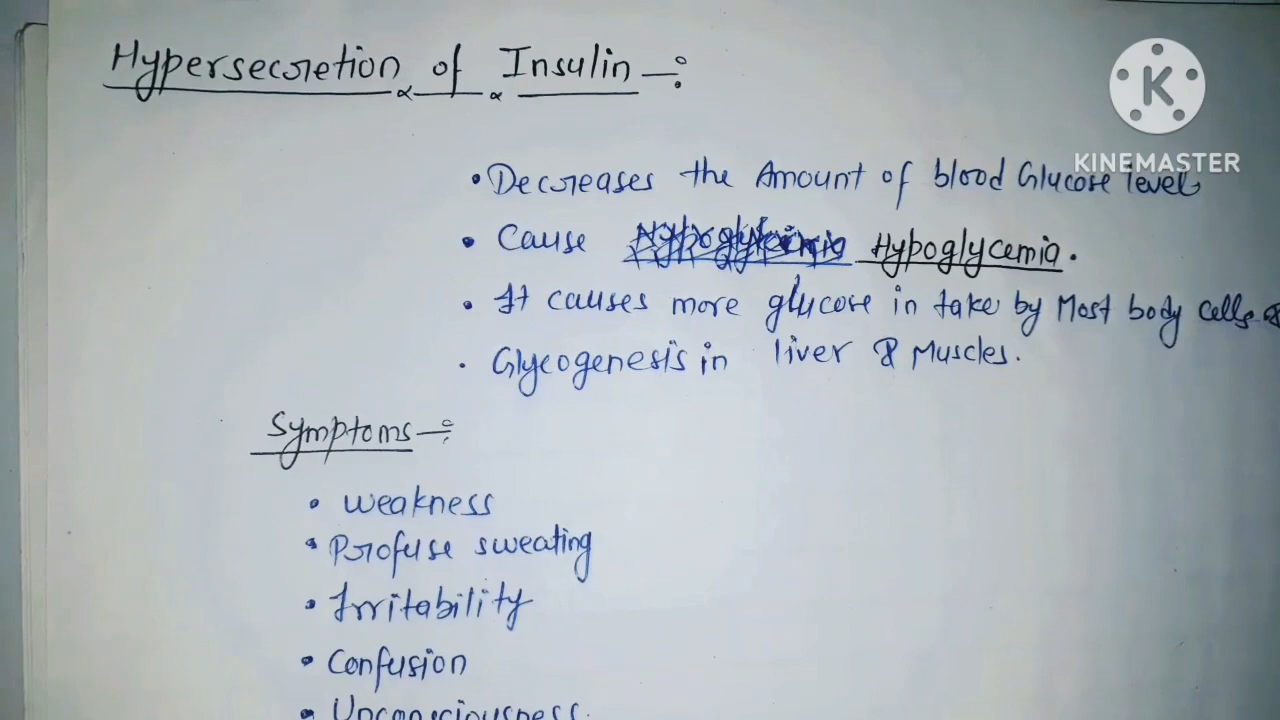 Hypersecretion of Insulin —:
K
KINEMASTER
• Decreases the Amount of blood Glucose level
• Cause Hypoglycemia.
• It causes more glucose in take by Most body cells &
• Glycogenesis in liver & Muscles.
Symptoms —:
• Weakness
• Profuse sweating
• Irritability
• Confusion
• Unconsciousness.